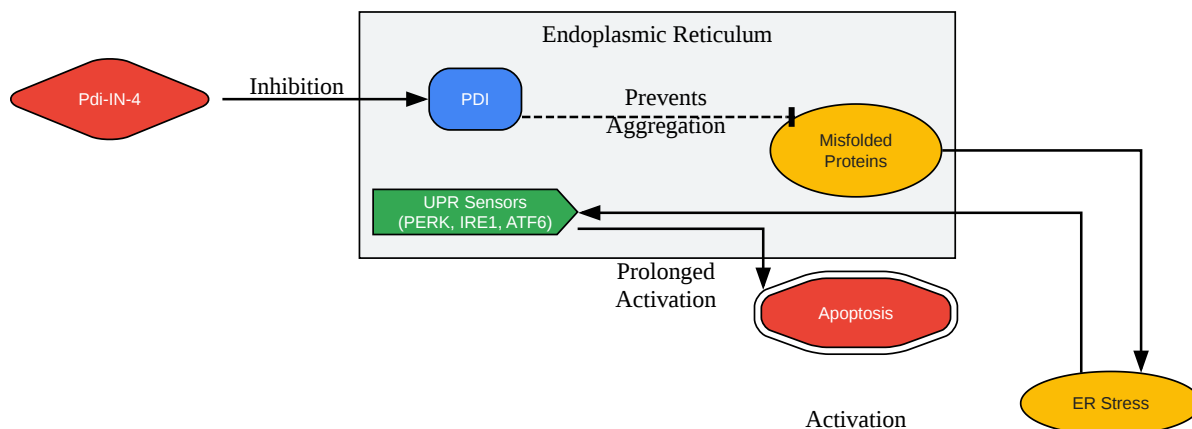 Endoplasmic Reticulum
Pdi-IN-4
Inhibition
PDI
Prevents
Aggregation
Misfolded
Proteins
UPR Sensors
(PERK, IRE1, ATF6)
Prolonged
Activation
Apoptosis
ER Stress
Activation